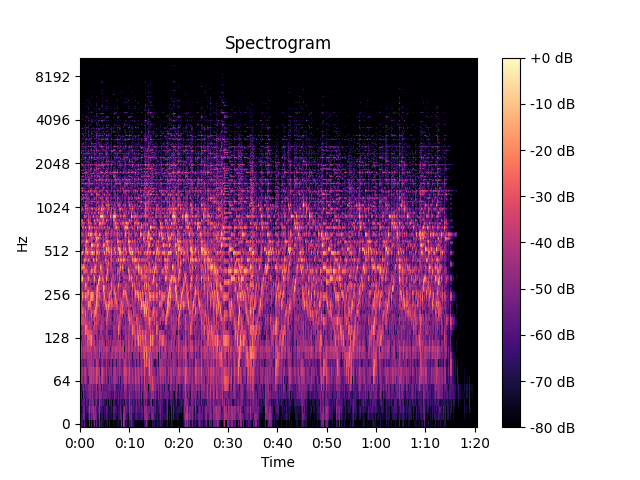 Spectrogram
Hz
8192
4096
2048
1024
512
256
128
64
0
0:00 0:10 0:20 0:30 0:40 0:50 1:00 1:10 1:20
Time
+0 dB
-10 dB
-20 dB
-30 dB
-40 dB
-50 dB
-60 dB
-70 dB
-80 dB